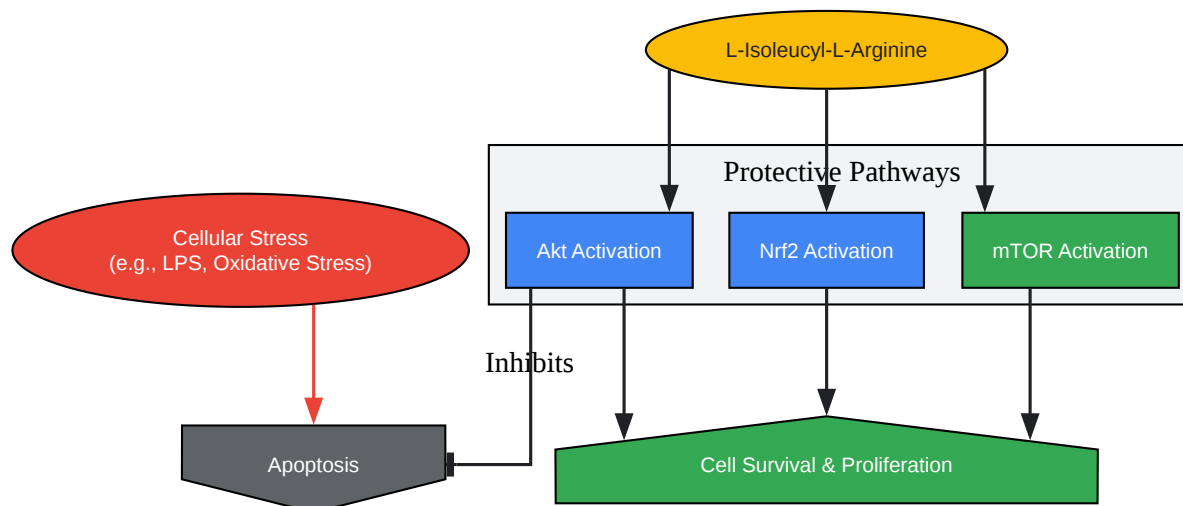 L-Isoleucyl-L-Arginine
Protective Pathways
Cellular Stress
(e.g., LPS, Oxidative Stress)
Akt Activation
Nrf2 Activation
mTOR Activation
Inhibits
Apoptosis
Cell Survival & Proliferation